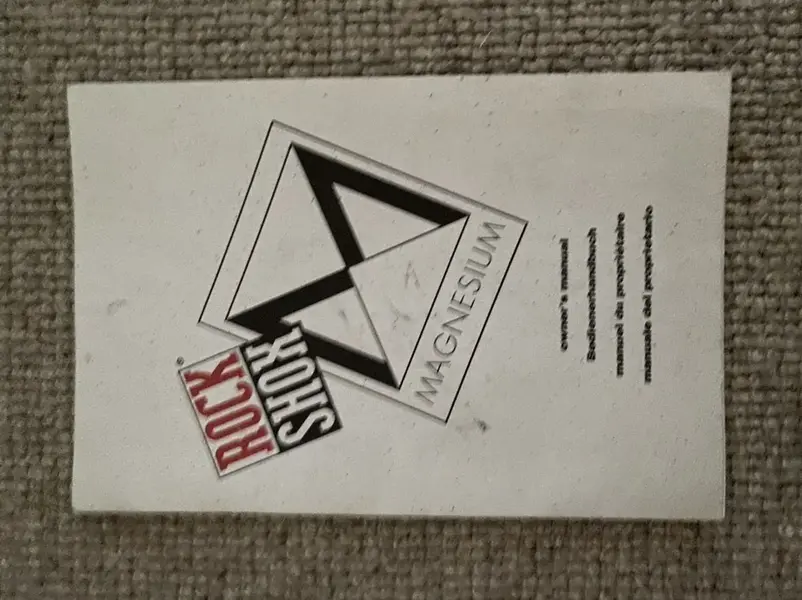 ROCK
SHOX
®
MAGNESIUM
owner's manual
Bedienerhandbuch
manuel du propriétaire
manuale del proprietario